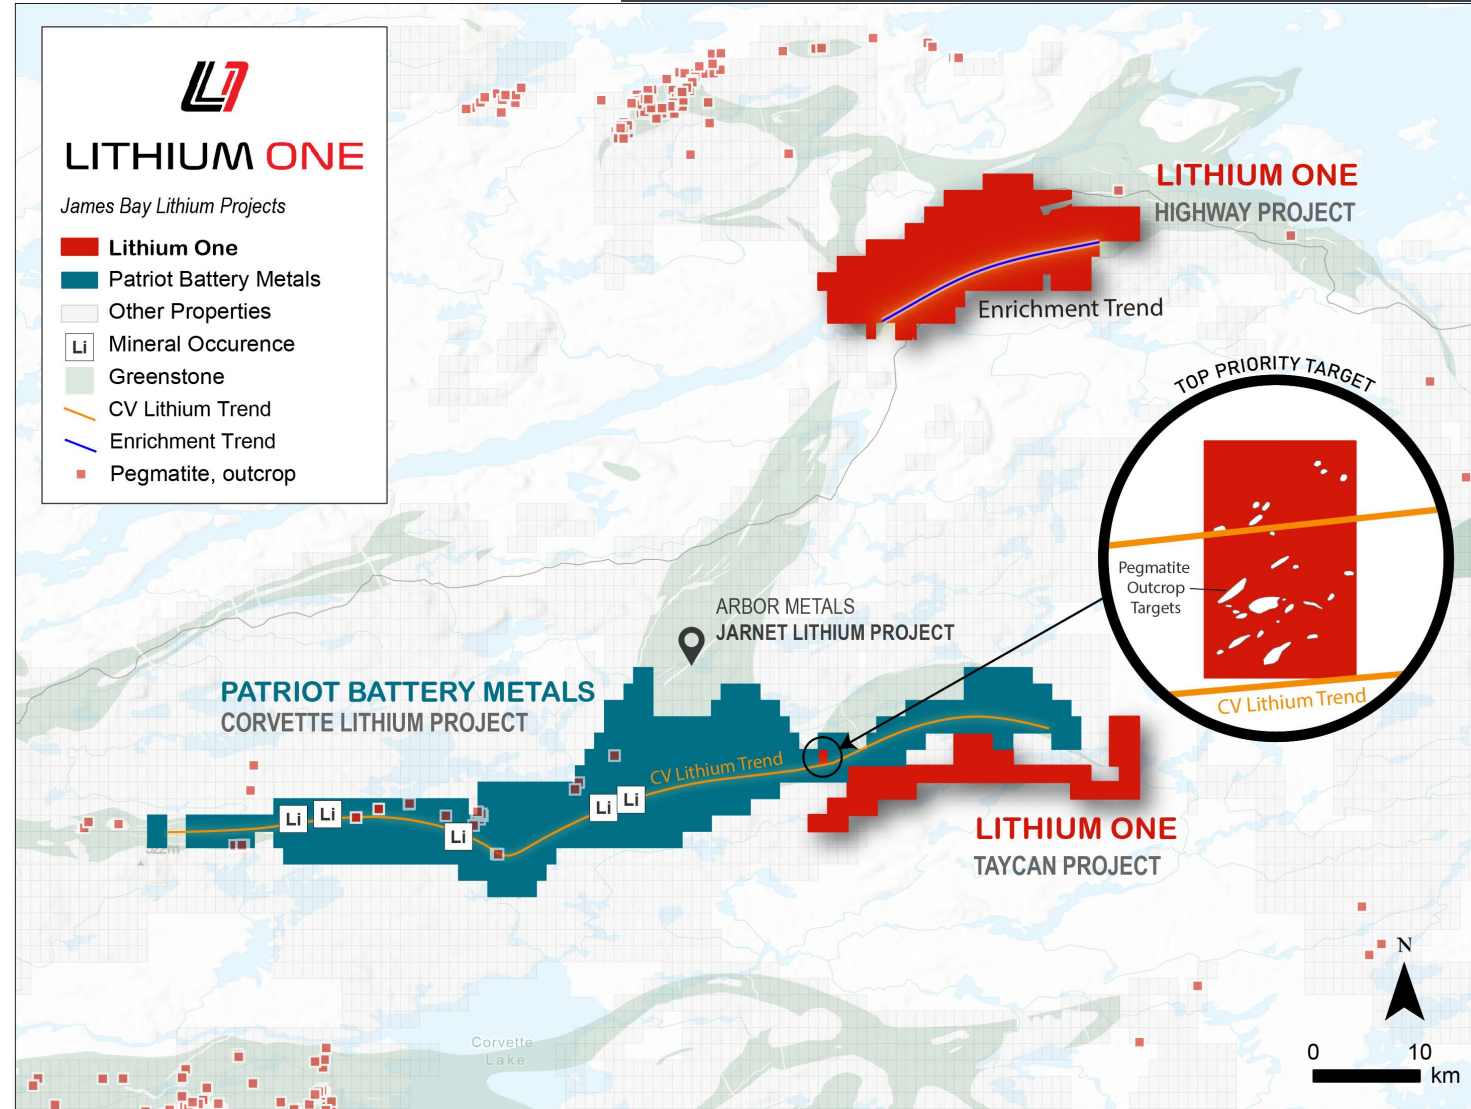 LITHIUM ONE
James Bay Lithium Projects
Lithium One
Patriot Battery Metals
Other Properties
Li Mineral Occurence
Greenstone
CV Lithium Trend
Enrichment Trend
Pegmatite, outcrop
LITHIUM ONE
HIGHWAY PROJECT
Enrichment Trend
TOP PRIORITY TARGET
Pegmatite
Outcrop
Targets
CV Lithium Trend
ARBOR METALS
JARNET LITHIUM PROJECT
PATRIOT BATTERY METALS
CORVETTE LITHIUM PROJECT
CV Lithium Trend
Li
Li
Li
Li
Li
LITHIUM ONE
TAYCAN PROJECT
Corvette
Lake
N
0 10
km